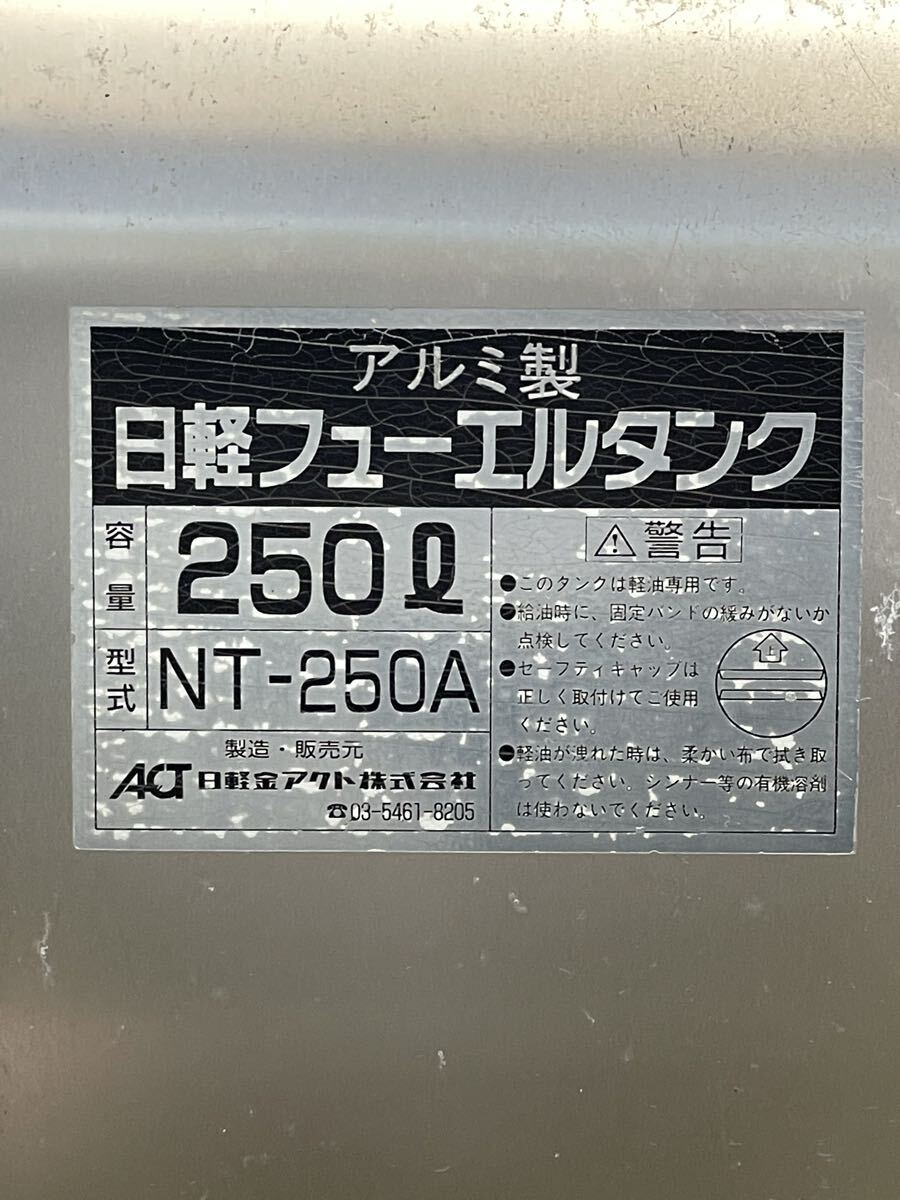 アルミ製
日軽フューエルタンク
容量 250ℓ
型式 NT-250A
製造・販売元
ACT 日軽金アクト株式会社
☎03-5461-8205
⚠警告
●このタンクは軽油専用です。
●給油時に、固定バンドの緩みがないか
点検してください。
●セーフティキャップは
正しく取付けてご使用
ください。
上
●軽油が洩れた時は、柔かい布で拭き取
ってください。シンナー等の有機溶剤
は使わないでください。